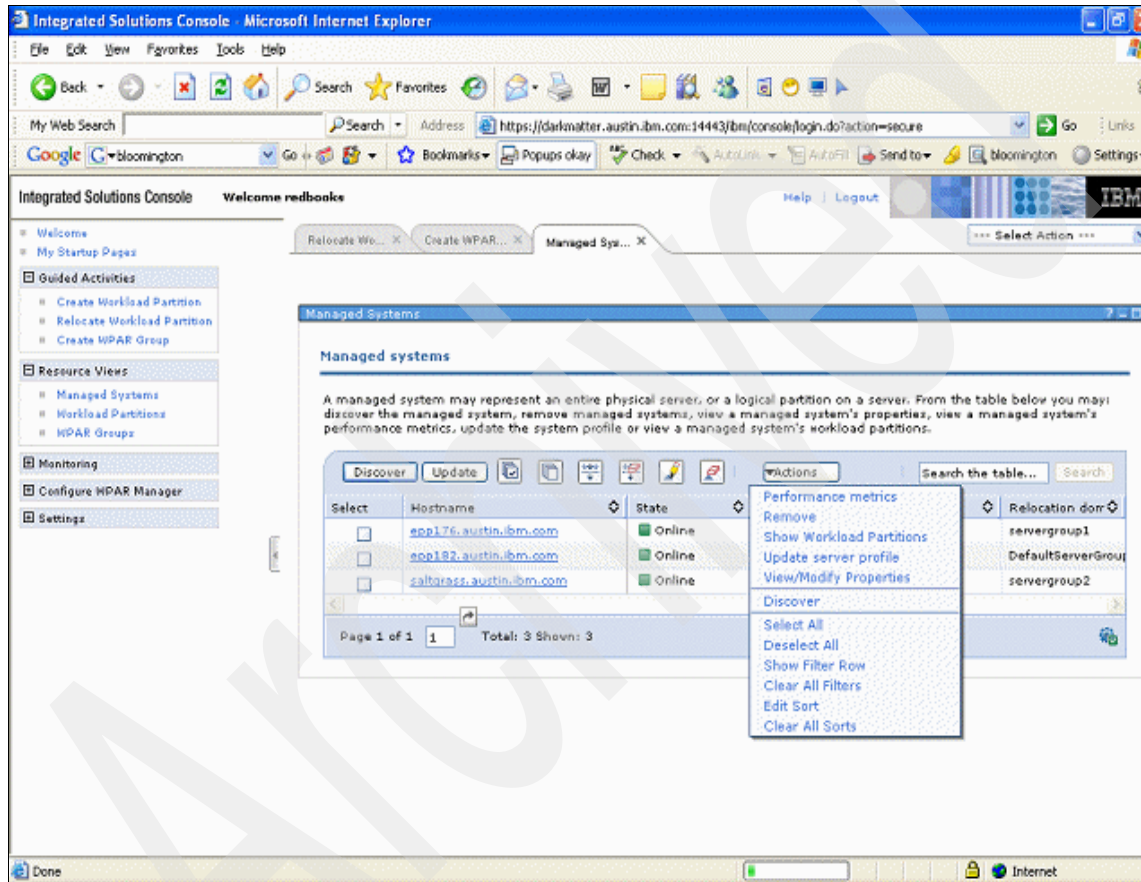 Integrated Solutions Console - Microsoft Internet Explorer
File Edit View Favorites Tools Help
Back Search Favorites
My Web Search Search Address https://darkmatter.austin.ibm.com:14443/ibm/console/login.do?action=secure Go Links
Google G bloomington Go Bookmarks Popups okay Check AutoLink AutoFill Send to bloomington Settings
Integrated Solutions Console Welcome redbooks Help | Logout IBM
Welcome
My Startup Pages
Relocate Wo... X Create WPAR... X Managed Sys... X --- Select Action ---
Guided Activities
Create Workload Partition
Relocate Workload Partition
Create WPAR Group
Resource Views
Managed Systems
Workload Partitions
WPAR Groups
Monitoring
Configure WPAR Manager
Settings
Managed Systems
Managed systems
A managed system may represent an entire physical server, or a logical partition on a server. From the table below you may:
discover the managed system, remove managed systems, view a managed system's properties, view a managed system's
performance metrics, update the system profile or view a managed system's workload partitions.
Discover Update Actions Search the table... Search
Select Hostname State Relocation dom
epp176.austin.ibm.com Online servergroup1
epp182.austin.ibm.com Online DefaultServerGroup
saltgrass.austin.ibm.com Online servergroup2
Page 1 of 1 1 Total: 3 Shown: 3
Performance metrics
Remove
Show Workload Partitions
Update server profile
View/Modify Properties
Discover
Select All
Deselect All
Show Filter Row
Clear All Filters
Edit Sort
Clear All Sorts
Done Internet
Archived